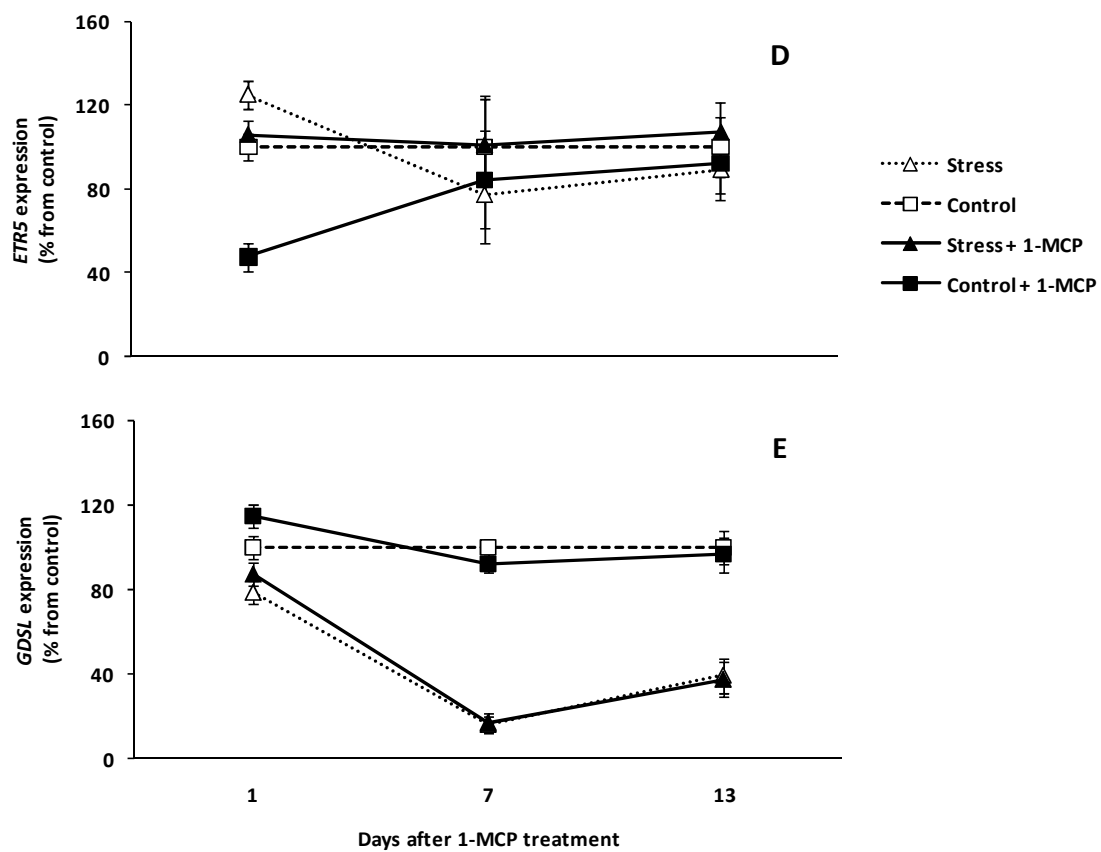 160
120
80
40
0
ETR5 expression
(% from control)
D
Stress
Control
Stress + 1-MCP
Control + 1-MCP
160
120
80
40
0
GDSL expression
(% from control)
E
1 7 13
Days after 1-MCP treatment